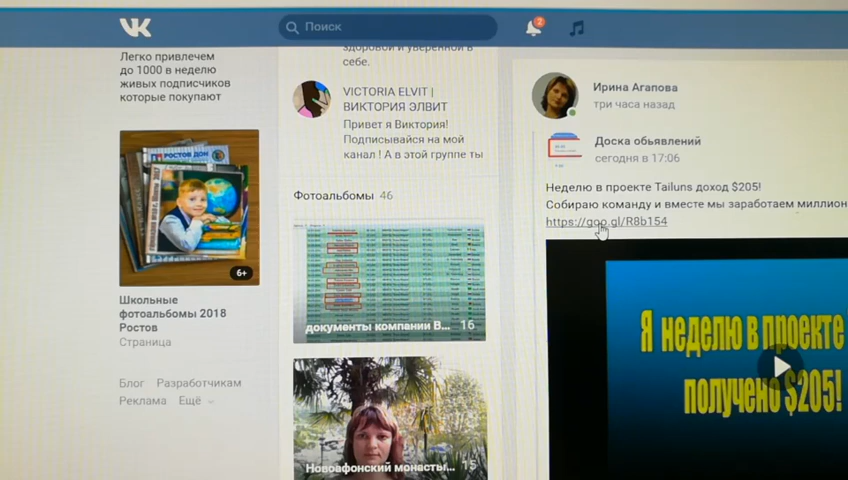 Поиск
2
Легко привлечем
до 1000 в неделю
живых подписчиков
которые покупают
РОСТОВ ДОН
6+
Школьные
фотоальбомы 2018
Ростов
Страница
Блог Разработчикам
Реклама Ещё
здоровой и уверенной в
себе.
VICTORIA ELVIT |
ВИКТОРИЯ ЭЛВИТ
Привет я Виктория!
Подписывайся на мой
канал ! А в этой группе ты
Фотоальбомы 46
документы компании В... 16
Новоафонский монасты... 15
Ирина Агапова
три часа назад
Доска обьявлений
сегодня в 17:06
Неделю в проекте Tailuns доход $205!
Собираю команду и вместе мы заработаем миллион
https://goo.gl/R8b154
Я неделю в проекте
получено $205!